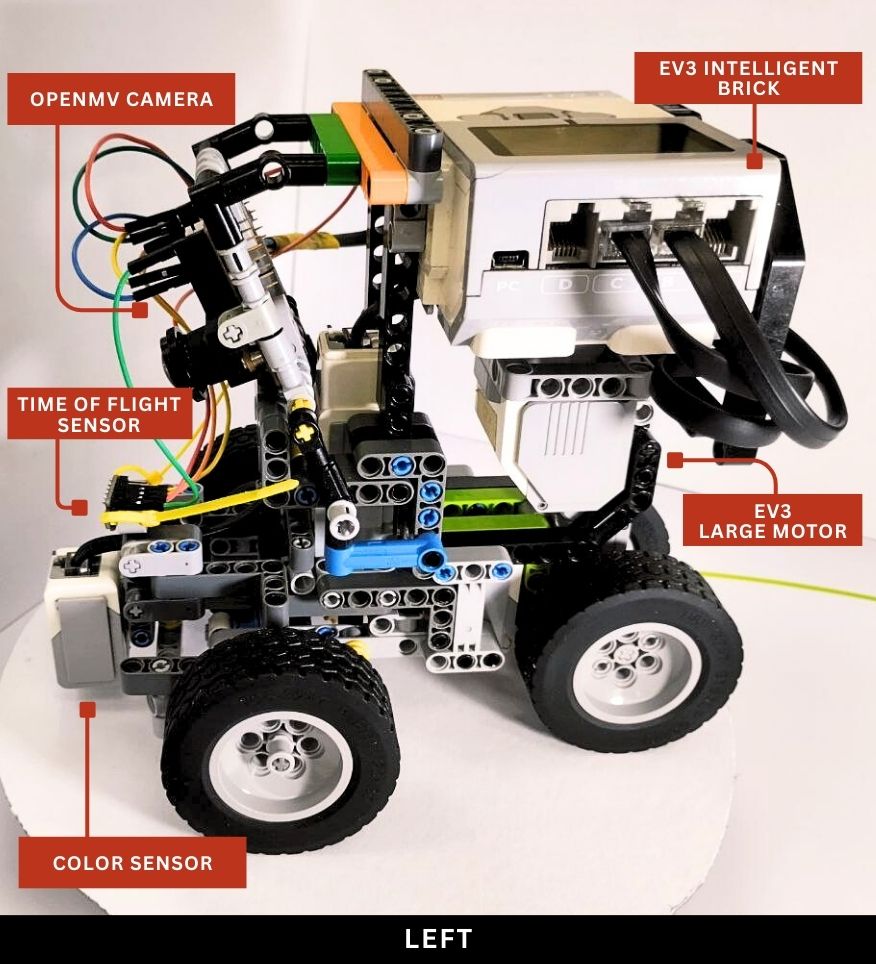 EV3 INTELLIGENT
BRICK
OPENMV CAMERA
PC D C
TIME OF FLIGHT
SENSOR
EV3
LARGE MOTOR
COLOR SENSOR
LEFT